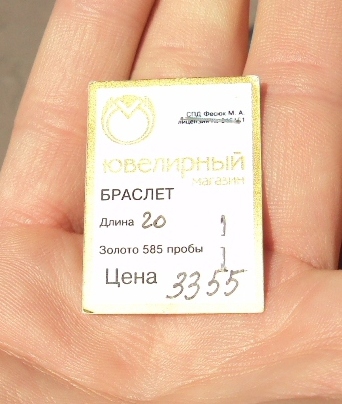 СПД Фесюк М. А.
ювелирный
магазин
БРАСЛЕТ
Длина 20
Золото 585 пробы
Цена 3355